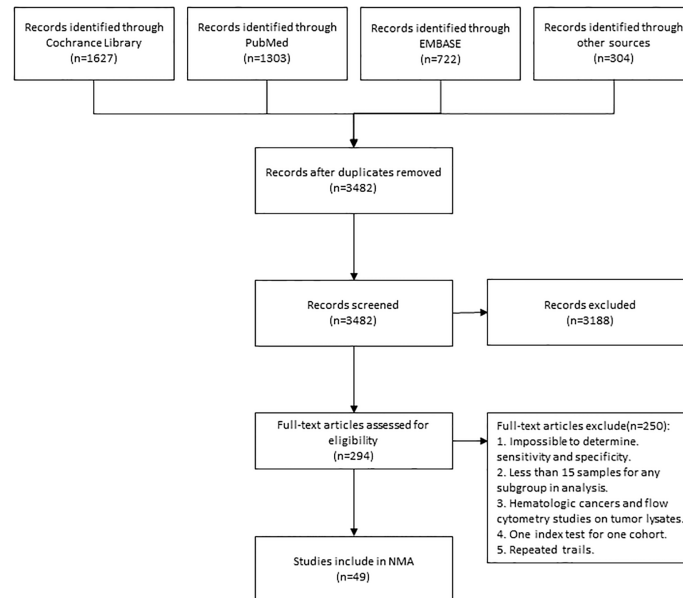 Records identified through
Cochrance Library
(n=1627)
Records identified through
PubMed
(n=1303)
Records identified through
EMBASE
(n=722)
Records identified through
other sources
(n=304)
Records after duplicates removed
(n=3482)
Records screened
(n=3482)
Records excluded
(n=3188)
Full-text articles assessed for
eligibility
(n=294)
Full-text articles exclude(n=250):
1. Impossible to determine.
sensitivity and specificity.
2. Less than 15 samples for any
subgroup in analysis.
3. Hematologic cancers and flow
cytometry studies on tumor lysates.
4. One index test for one cohort.
5. Repeated trails.
Studies include in NMA
(n=49)